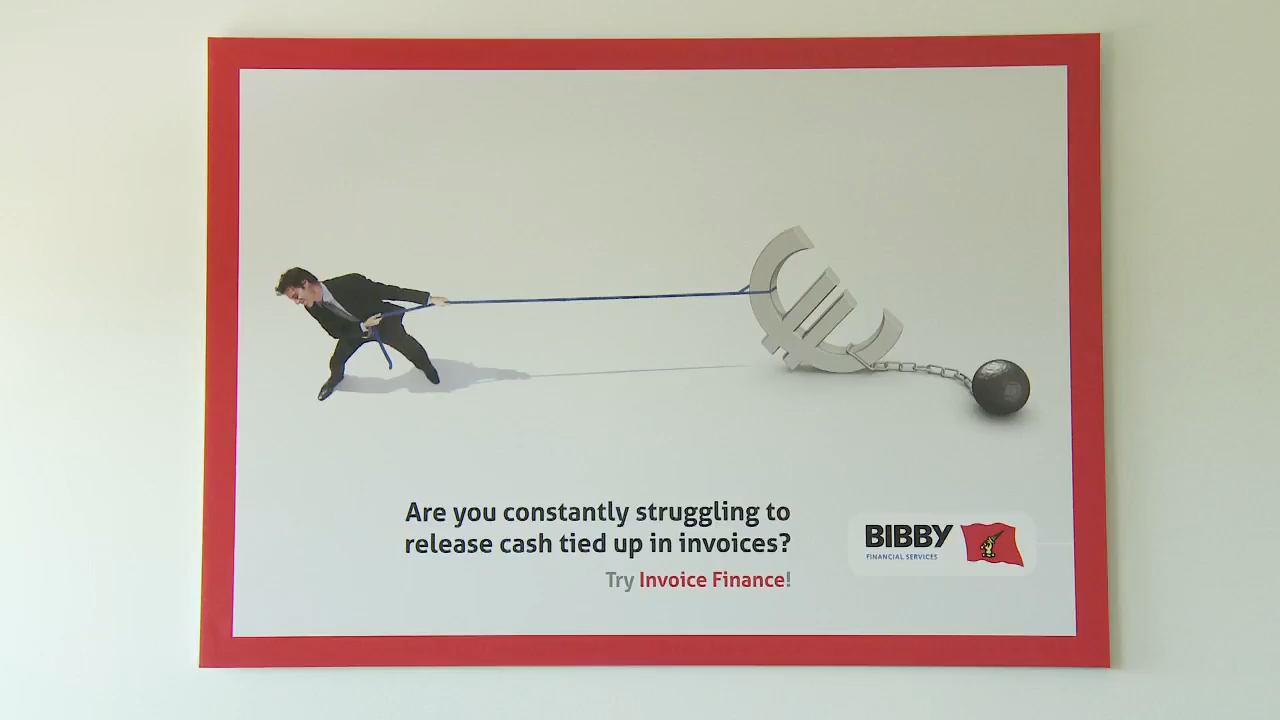 Are you constantly struggling to
release cash tied up in invoices?
Try Invoice Finance!
BIBBY
FINANCIAL SERVICES